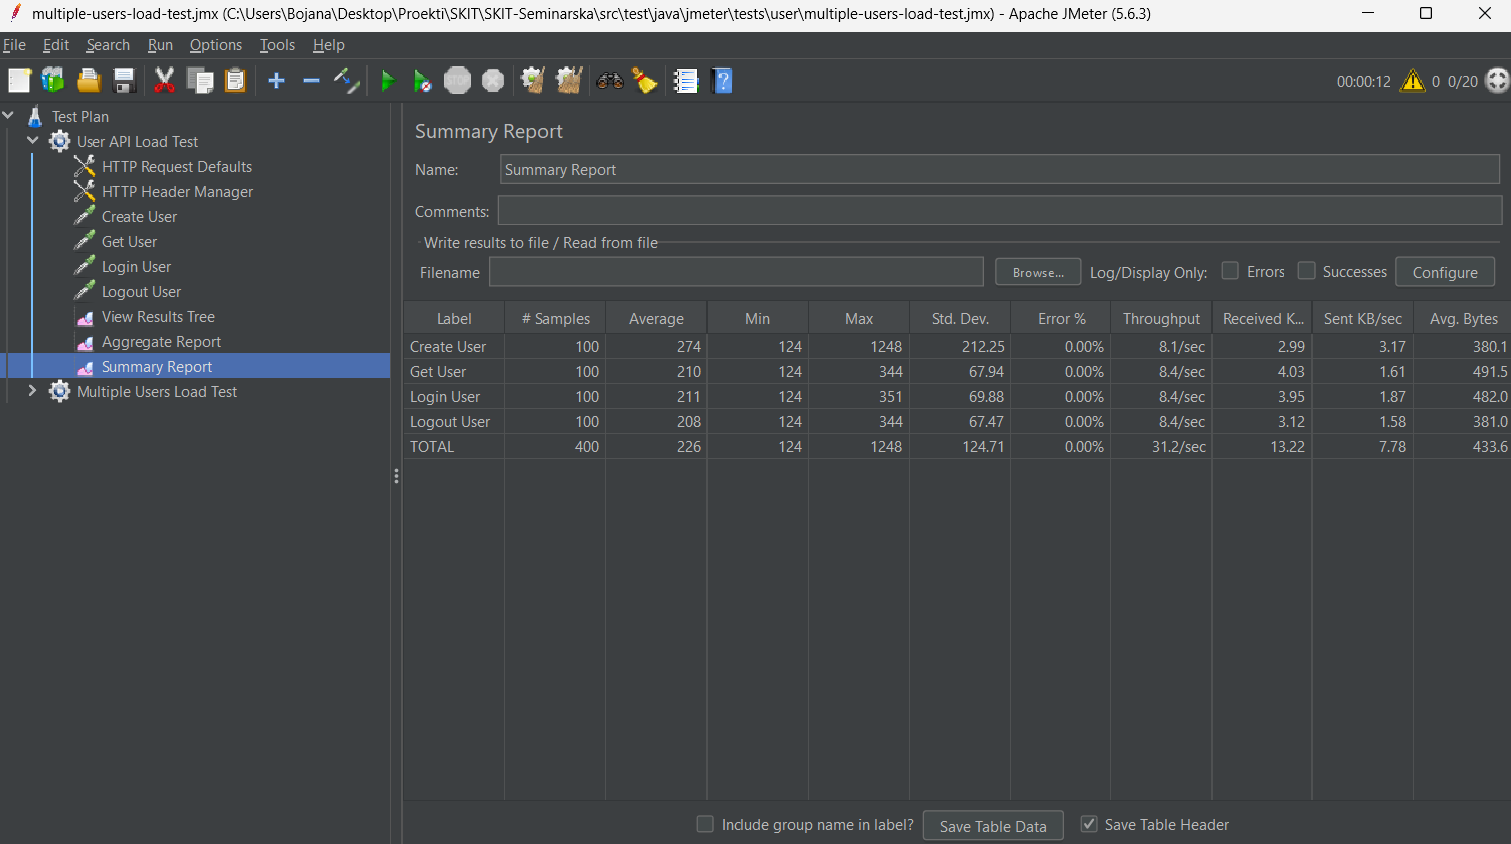 multiple-users-load-test.jmx (C:\Users\Bojana\Desktop\Proekti\SKIT\SKIT-Seminarska\src\test\java\jmeter\tests\user\multiple-users-load-test.jmx) - Apache JMeter (5.6.3)
File Edit Search Run Options Tools Help
STOP 00:00:12 0 0/20
Test Plan
User API Load Test
HTTP Request Defaults
HTTP Header Manager
Create User
Get User
Login User
Logout User
View Results Tree
Aggregate Report
Summary Report
Multiple Users Load Test
Summary Report
Name: Summary Report
Comments:
Write results to file / Read from file
Filename Browse... Log/Display Only: Errors Successes Configure
Label # Samples Average Min Max Std. Dev. Error % Throughput Received K... Sent KB/sec Avg. Bytes
Create User 100 274 124 1248 212.25 0.00% 8.1/sec 2.99 3.17 380.1
Get User 100 210 124 344 67.94 0.00% 8.4/sec 4.03 1.61 491.5
Login User 100 211 124 351 69.88 0.00% 8.4/sec 3.95 1.87 482.0
Logout User 100 208 124 344 67.47 0.00% 8.4/sec 3.12 1.58 381.0
TOTAL 400 226 124 1248 124.71 0.00% 31.2/sec 13.22 7.78 433.6
Include group name in label? Save Table Data Save Table Header